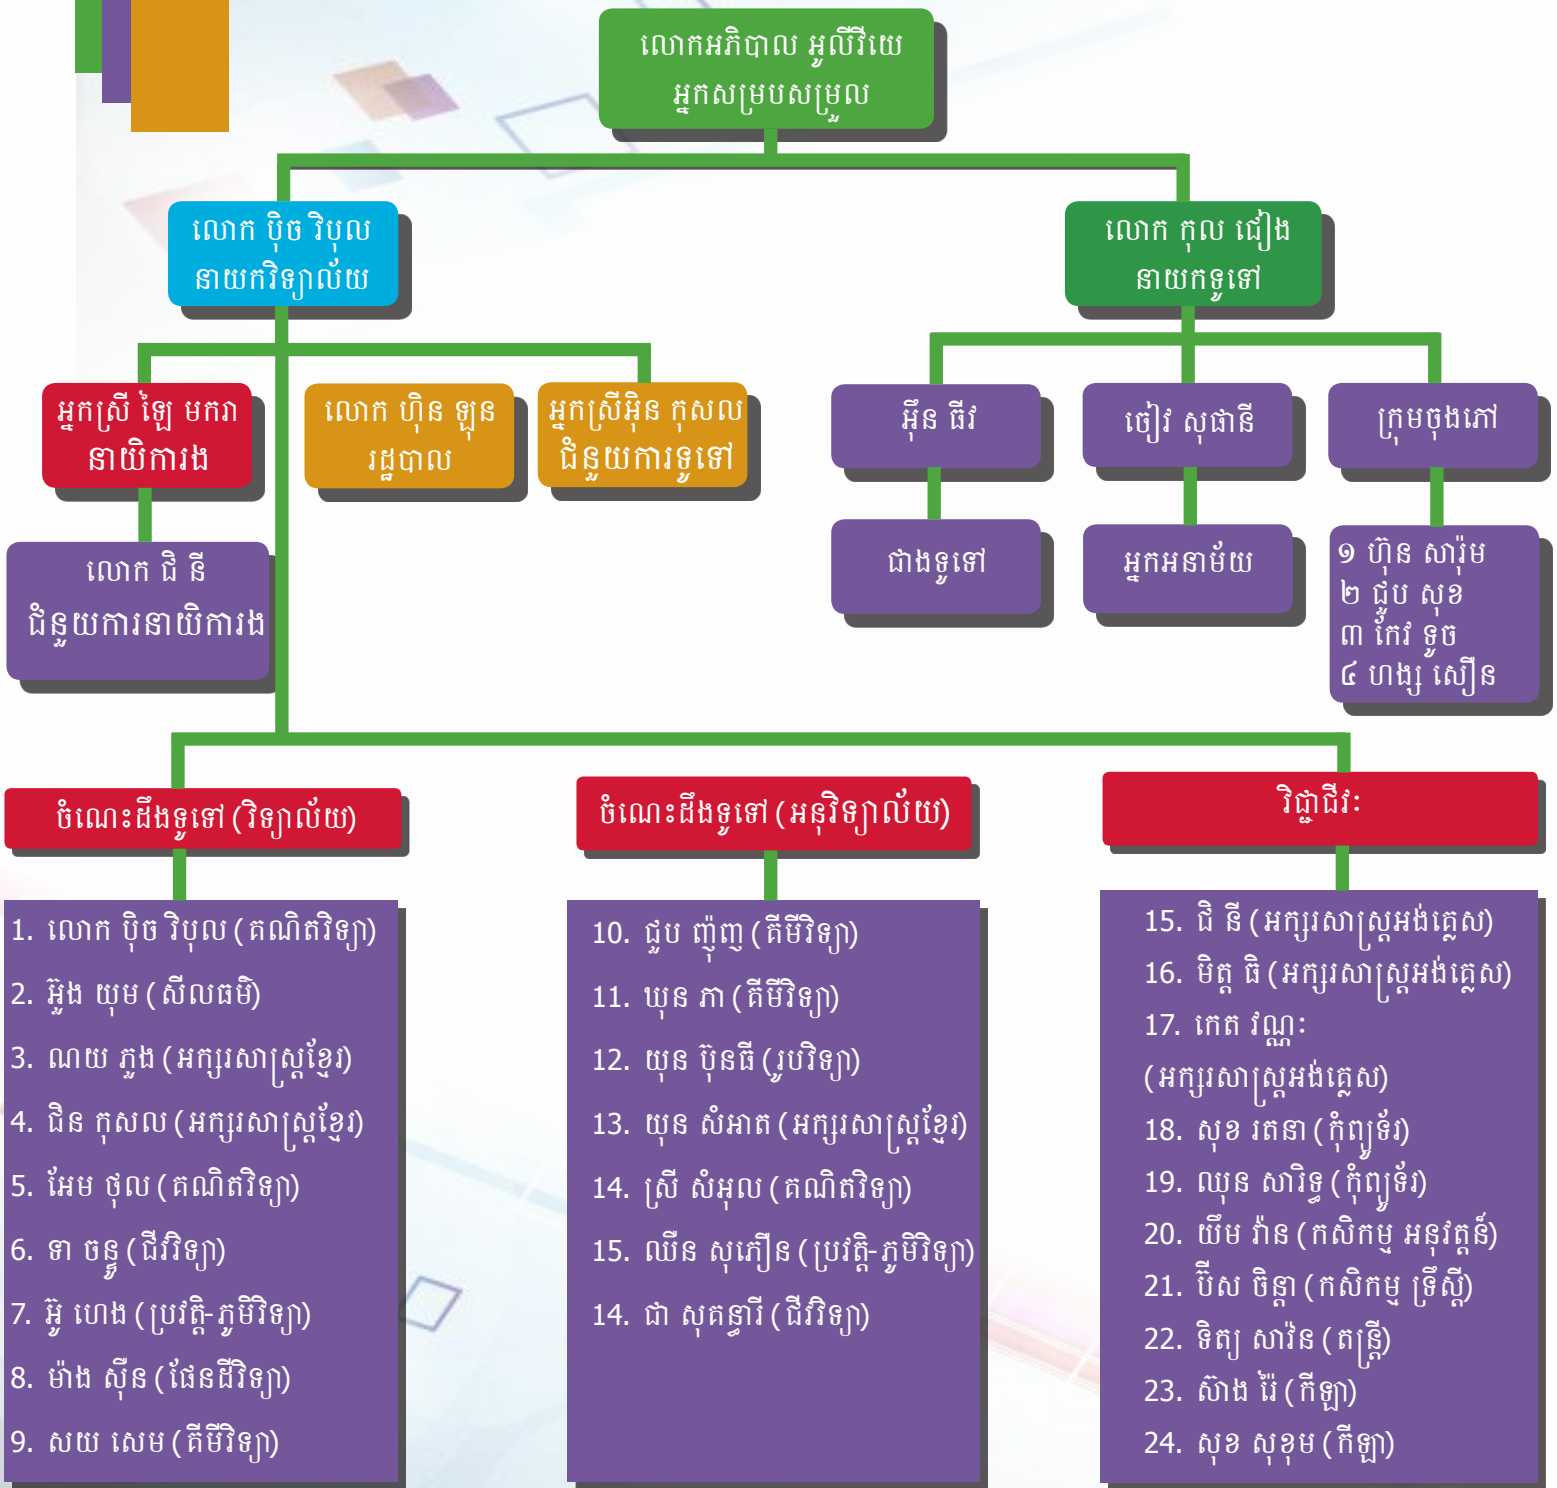 លោកអភិបាល អូលីវីយេ
អ្នកសម្របសម្រួល
លោក ប៉ិច វិបុល
នាយកវិទ្យាល័យ
លោក កុល ជៀង
នាយកទូទៅ
អ្នកស្រី ឡៃ មករា
នាយិការង
លោក ហ៊ិន ឡុន
រដ្ឋបាល
អ្នកស្រីអ៊ិន កុសល
ជំនួយការទូទៅ
អ៊ឹន ធីវ
ចៀវ សុផានី
ក្រុមចុងភៅ
លោក ជិ នី
ជំនួយការនាយិការង
ជាងទូទៅ
អ្នកអនាម័យ
១ ហ៊ុន សារ៉ុម
២ ជួប សុខ
៣ កែវ ទូច
៤ ហង្ស សឿន
ចំណេះដឹងទូទៅ (វិទ្យាល័យ)
ចំណេះដឹងទូទៅ (អនុវិទ្យាល័យ)
វិជ្ជាជីវៈ
1. លោក ប៉ិច វិបុល (គណិតវិទ្យា)
2. អ៊ួង យុម (សីលធម៌)
3. ណយ ភួង (អក្សរសាស្ត្រខ្មែរ)
4. ជិន កុសល (អក្សរសាស្ត្រខ្មែរ)
5. អែម ថុល (គណិតវិទ្យា)
6. ទា ចន្ធូ (ជីវវិទ្យា)
7. អ៊ូ ហេង (ប្រវត្តិ-ភូមិវិទ្យា)
8. ម៉ាង ស៊ីន (ផែនដីវិទ្យា)
9. សយ សេម (គីមីវិទ្យា)
10. ជួប ញ៉ុញ (គីមីវិទ្យា)
11. ឃុន ភា (គីមីវិទ្យា)
12. យុន ប៊ុនធី (រូបវិទ្យា)
13. យុន សំអាត (អក្សរសាស្ត្រខ្មែរ)
14. ស្រី សំអុល (គណិតវិទ្យា)
15. ឈឺន សុភឿន (ប្រវត្តិ-ភូមិវិទ្យា)
14. ជា សុគន្ធារី (ជីវវិទ្យា)
15. ជិ នី (អក្សរសាស្ត្រអង់គ្លេស)
16. មិត្ត ធិ (អក្សរសាស្ត្រអង់គ្លេស)
17. កេត វណ្ណៈ
(អក្សរសាស្ត្រអង់គ្លេស)
18. សុខ រតនា (កុំព្យូទ័រ)
19. ឈុន សារិទ្ធ (កុំព្យូទ័រ)
20. យឹម វ៉ាន (កសិកម្ម អនុវត្តន៍)
21. ប៊ីស ចិន្តា (កសិកម្ម ទ្រឹស្តី)
22. ទិត្យ សាវ៉ន (តន្ត្រី)
23. ស៊ាង រ៉ៃ (កីឡា)
24. សុខ សុខុម (កីឡា)